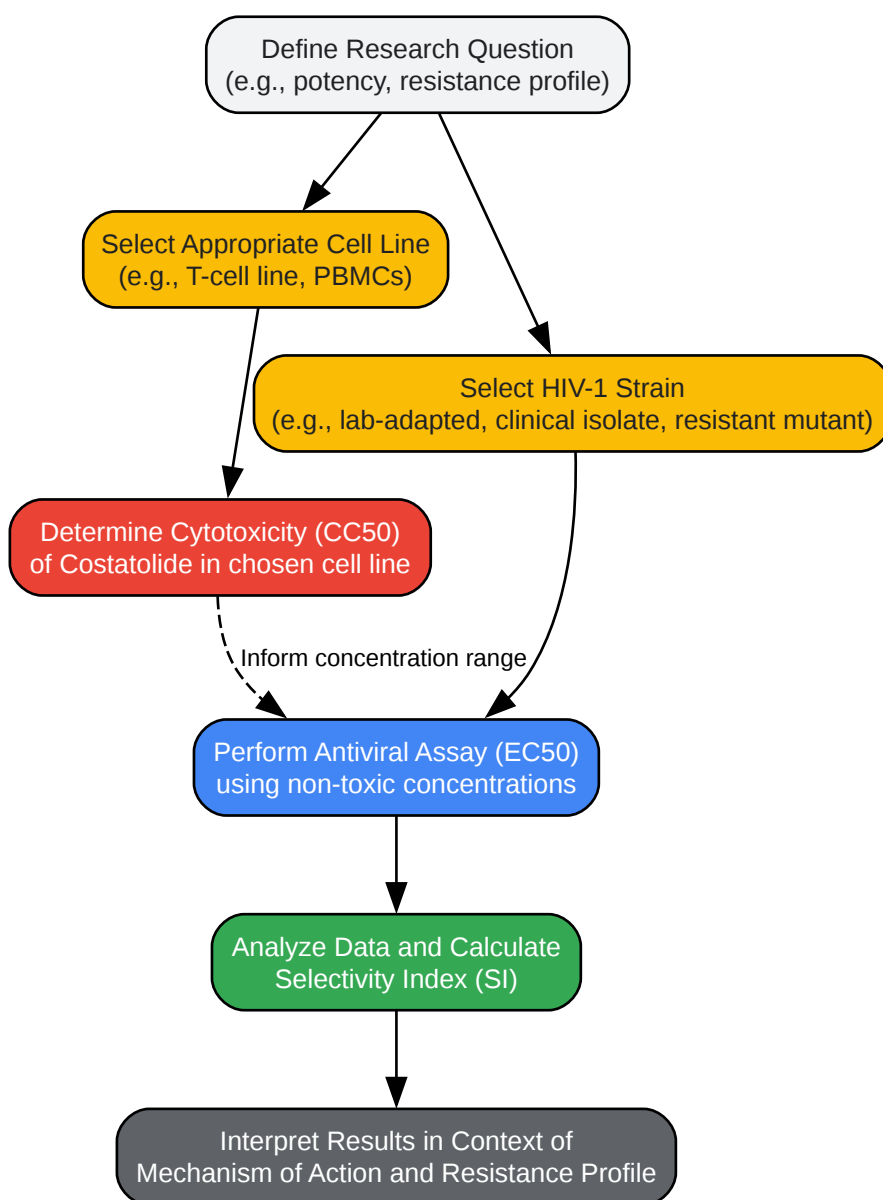 Define Research Question
(e.g., potency, resistance profile)
Select Appropriate Cell Line
(e.g., T-cell line, PBMCs)
Select HIV-1 Strain
(e.g., lab-adapted, clinical isolate, resistant mutant)
Determine Cytotoxicity (CC50)
of Costatolide in chosen cell line
Inform concentration range
Perform Antiviral Assay (EC50)
using non-toxic concentrations
Analyze Data and Calculate
Selectivity Index (SI)
Interpret Results in Context of
Mechanism of Action and Resistance Profile